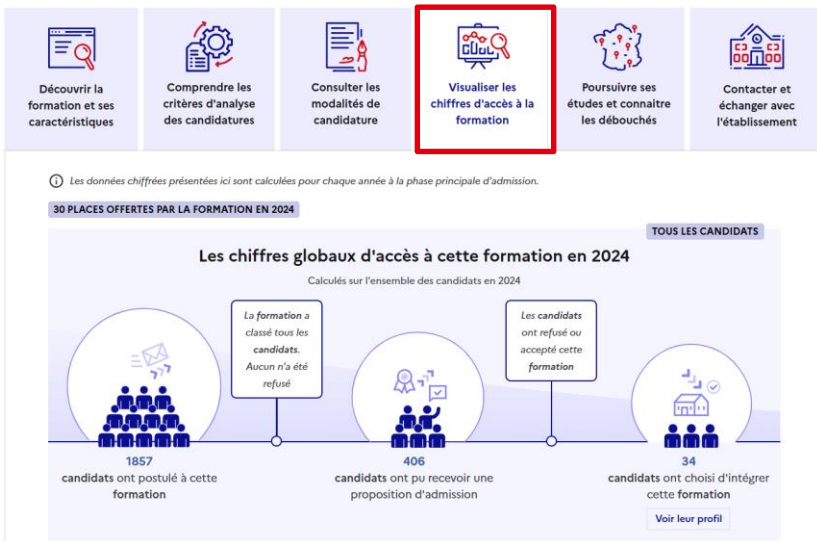 Découvrir la
formation et ses
caractéristiques
Comprendre les
critères d'analyse
des candidatures
Consulter les
modalités de
candidature
Visualiser les
chiffres d'accès à la
formation
Poursuivre ses
études et connaitre
les débouchés
Contacter et
échanger avec
l'établissement
Les données chiffrées présentées ici sont calculées pour chaque année à la phase principale d'admission.
30 PLACES OFFERTES PAR LA FORMATION EN 2024
TOUS LES CANDIDATS
Les chiffres globaux d'accès à cette formation en 2024
Calculés sur l'ensemble des candidats en 2024
La formation a
classé tous les
candidats.
Aucun n'a été
refusé
Les candidats
ont refusé ou
accepté cette
formation
1857
candidats ont postulé à cette
formation
406
candidats ont pu recevoir une
proposition d'admission
34
candidats ont choisi d'intégrer
cette formation
Voir leur profil